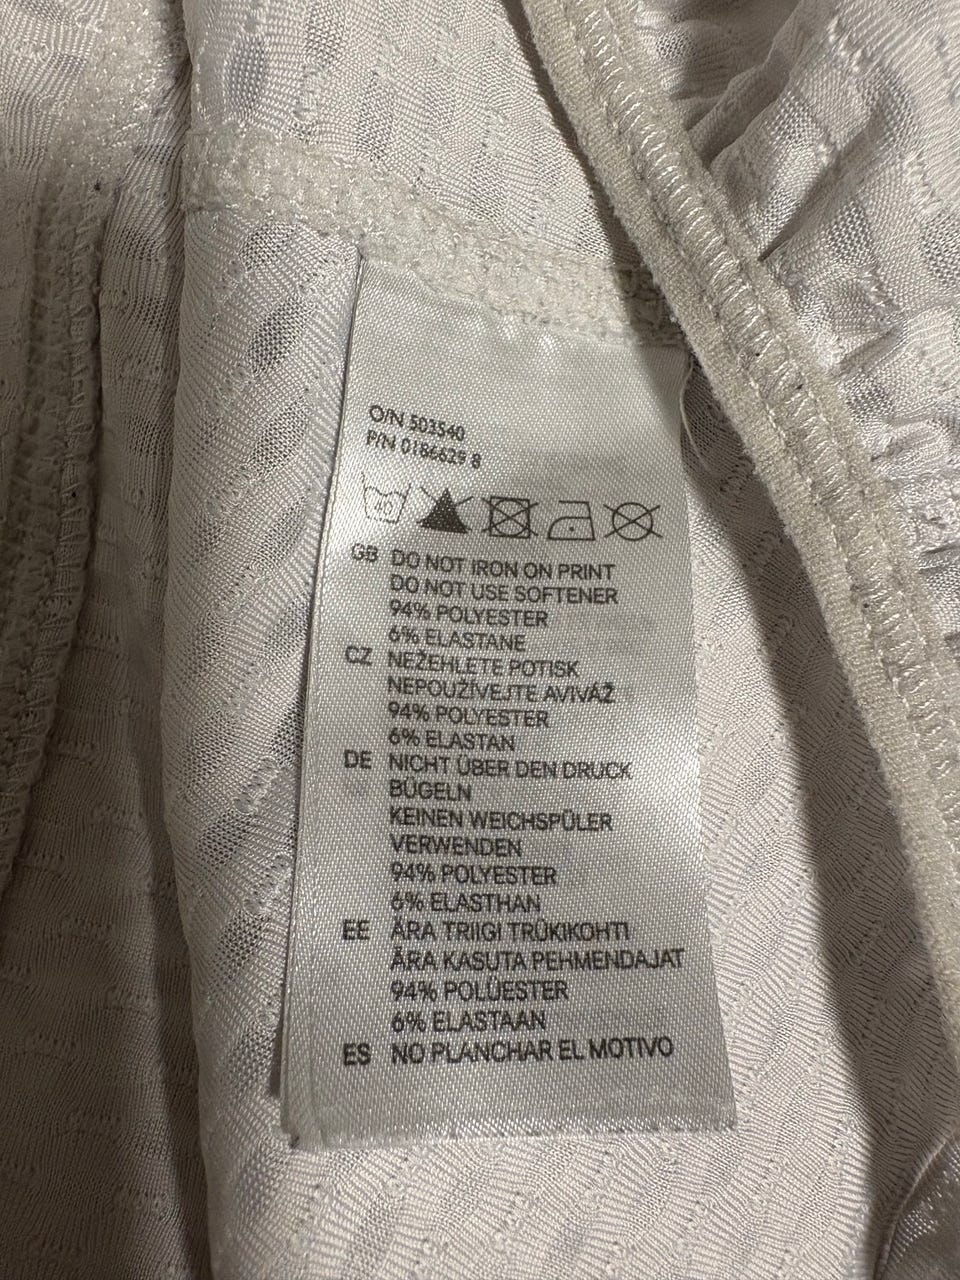 O/N 503540
P/N 0186629 8
40
GB DO NOT IRON ON PRINT
DO NOT USE SOFTENER
94% POLYESTER
6% ELASTANE
CZ NEŽEHLETE POTISK
NEPOUŽÍVEJTE AVIVÁŽ
94% POLYESTER
6% ELASTAN
DE NICHT ÜBER DEN DRUCK
BÜGELN
KEINEN WEICHSPÜLER
VERWENDEN
94% POLYESTER
6% ELASTHAN
EE ÄRA TRIIGI TRÜKIKOHTI
ÄRA KASUTA PEHMENDAJAT
94% POLÜESTER
6% ELASTAAN
ES NO PLANCHAR EL MOTIVO